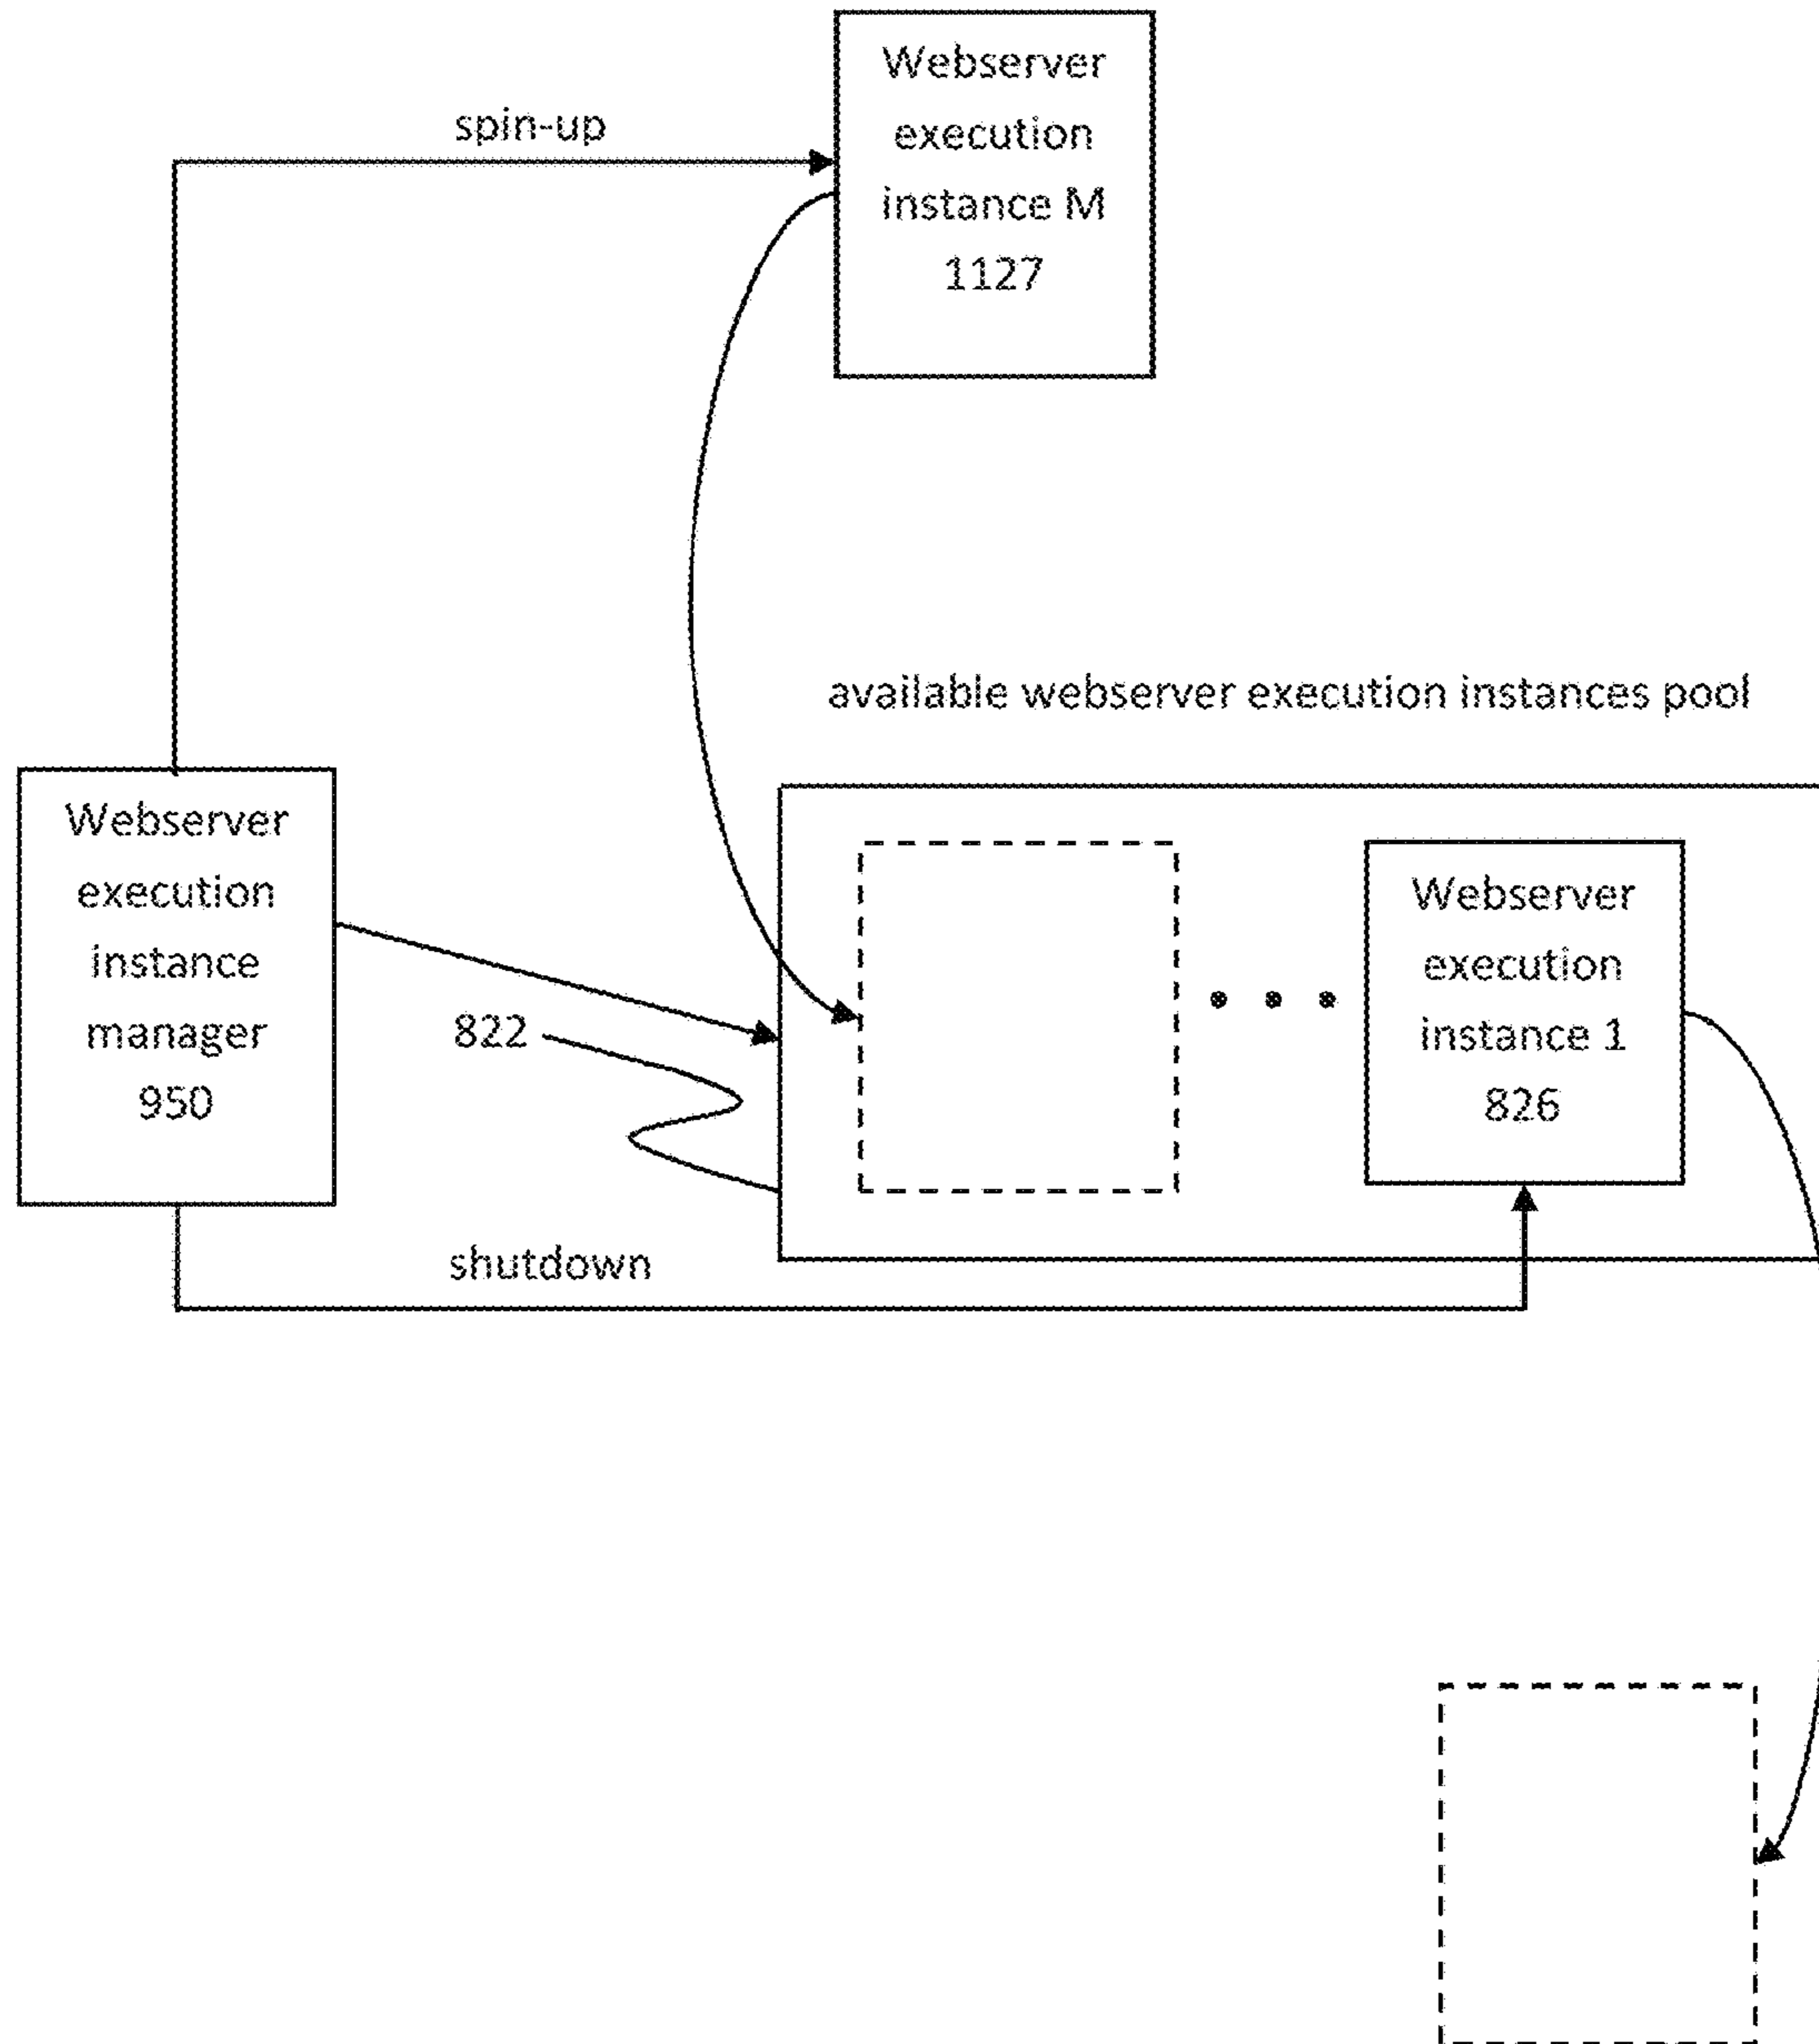 Webserver
execution
instance M
1127
spin-up
available webserver execution instances pool
Webserver
execution
instance
manager
950
822
Webserver
execution
instance 1
826
shutdown